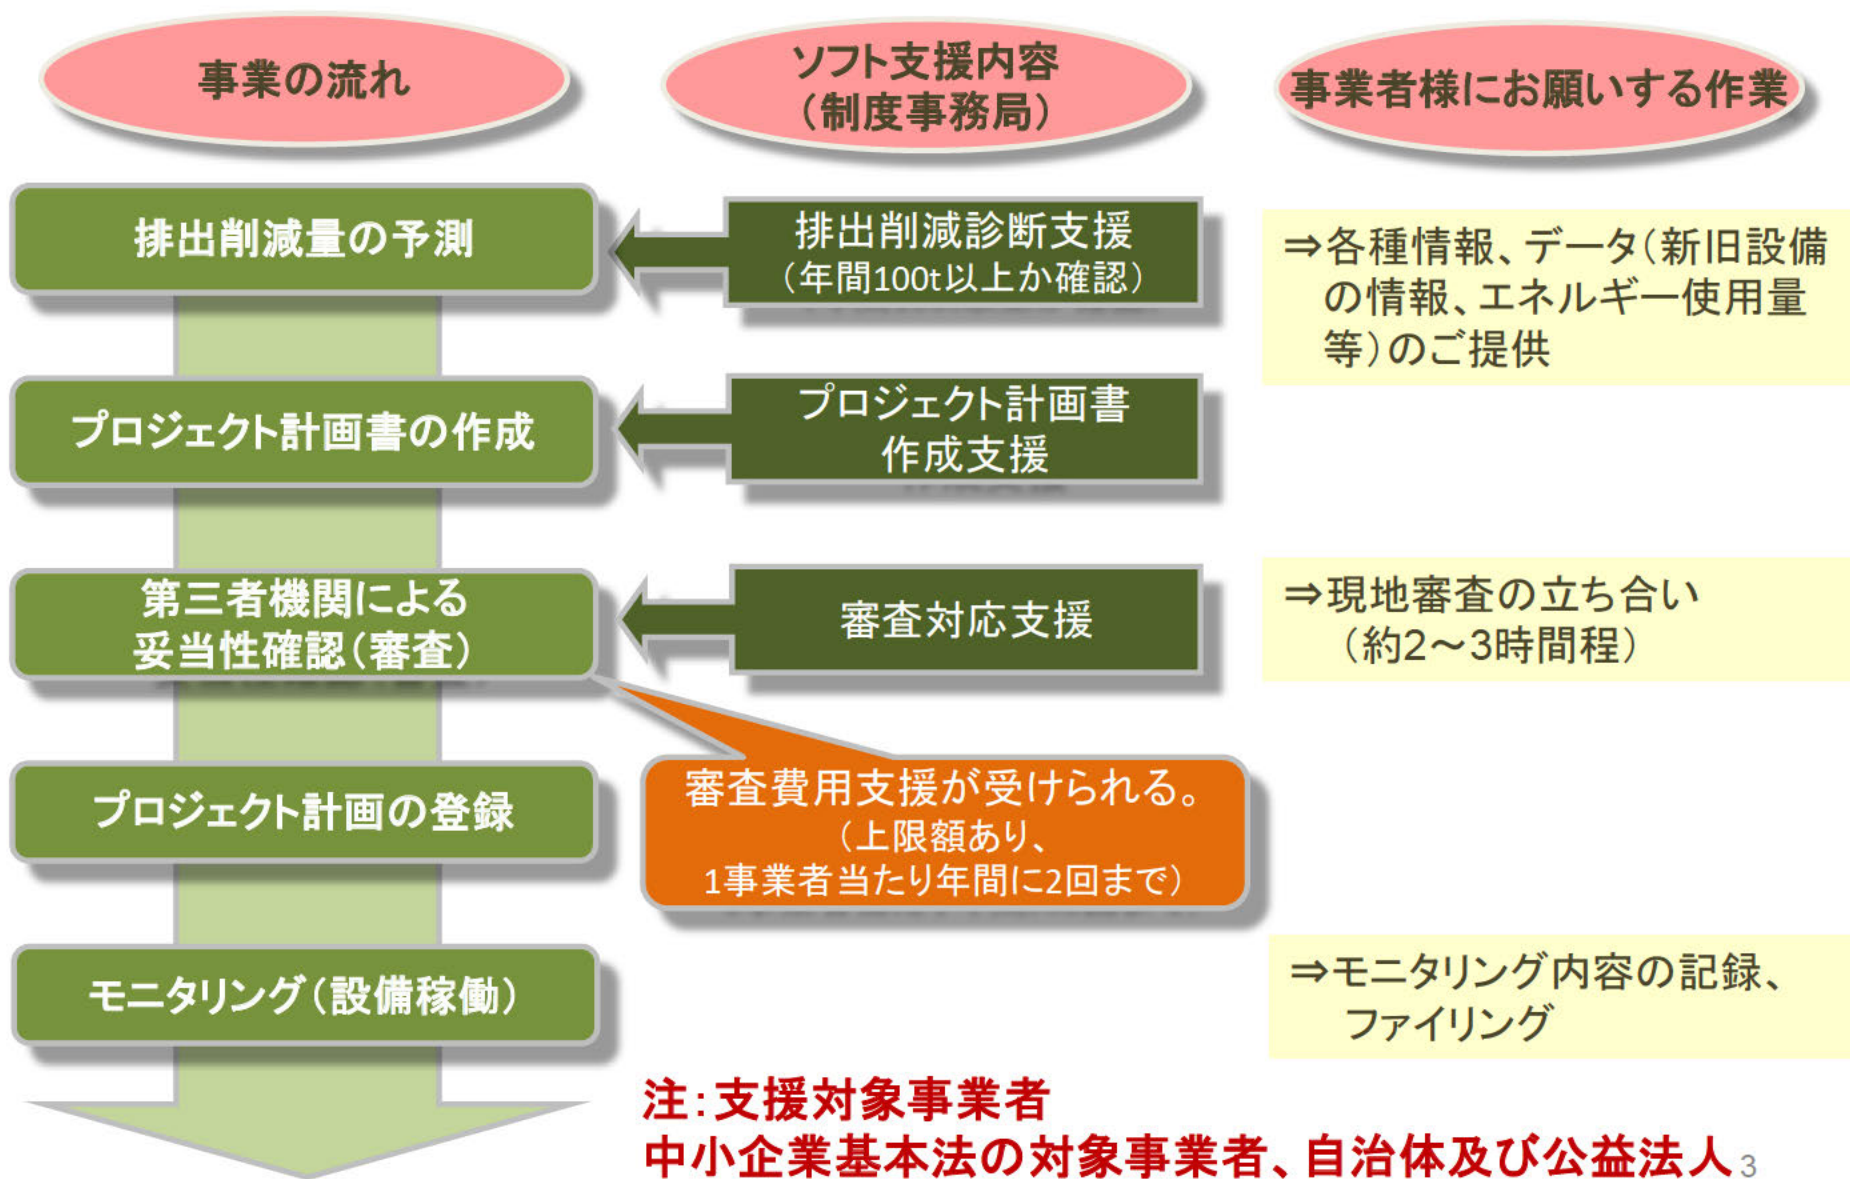 事業の流れ
ソフト支援内容
（制度事務局）
事業者様にお願いする作業
排出削減量の予測
排出削減診断支援
（年間100t以上か確認）
⇒各種情報、データ（新旧設備
の情報、エネルギー使用量
等）のご提供
プロジェクト計画書の作成
プロジェクト計画書
作成支援
第三者機関による
妥当性確認（審査）
審査対応支援
⇒現地審査の立ち合い
（約2～3時間程）
プロジェクト計画の登録
審査費用支援が受けられる。
（上限額あり、
1事業者当たり年間に2回まで）
モニタリング（設備稼働）
⇒モニタリング内容の記録、
ファイリング
注：支援対象事業者
中小企業基本法の対象事業者、自治体及び公益法人
3